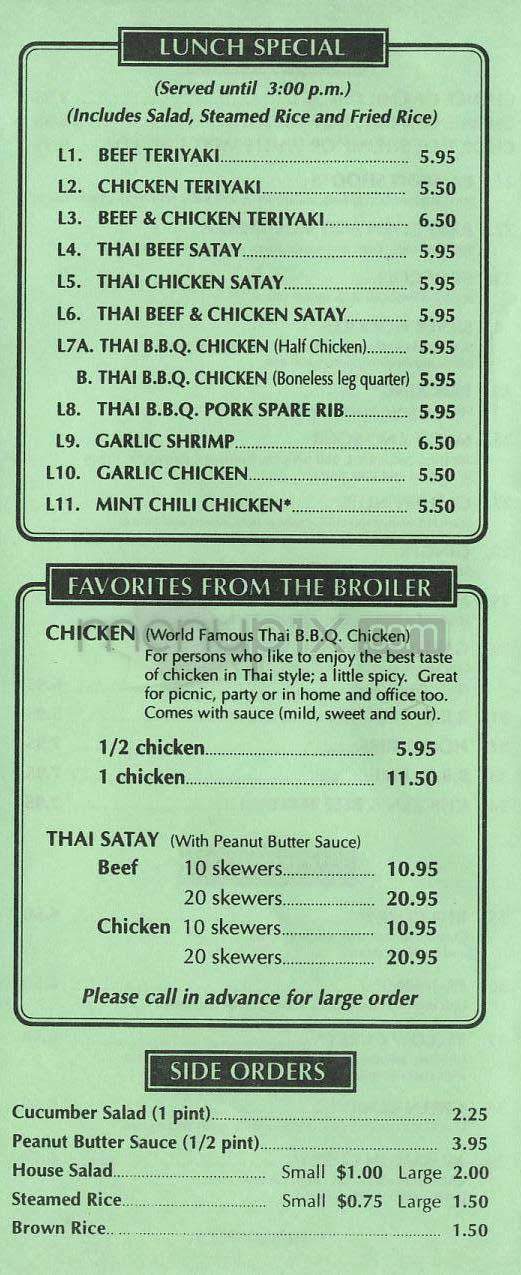 LUNCH SPECIAL
(Served until 3:00 p.m.)
(Includes Salad, Steamed Rice and Fried Rice)
L1. BEEF TERIYAKI 5.95
L2. CHICKEN TERIYAKI 5.50
L3. BEEF & CHICKEN TERIYAKI 6.50
L4. THAI BEEF SATAY 5.95
L5. THAI CHICKEN SATAY 5.95
L6. THAI BEEF & CHICKEN SATAY 5.95
L7A. THAI B.B.Q. CHICKEN (Half Chicken) 5.95
B. THAI B.B.Q. CHICKEN (Boneless leg quarter) 5.95
L8. THAI B.B.Q. PORK SPARE RIB 5.95
L9. GARLIC SHRIMP 6.50
L10. GARLIC CHICKEN 5.50
L11. MINT CHILI CHICKEN* 5.50
FAVORITES FROM THE BROILER
menupix.com
CHICKEN (World Famous Thai B.B.Q. Chicken)
For persons who like to enjoy the best taste
of chicken in Thai style; a little spicy. Great
for picnic, party or in home and office too.
Comes with sauce (mild, sweet and sour).
1/2 chicken 5.95
1 chicken 11.50
THAI SATAY (With Peanut Butter Sauce)
Beef 10 skewers 10.95
20 skewers 20.95
Chicken 10 skewers 10.95
20 skewers 20.95
Please call in advance for large order
SIDE ORDERS
Cucumber Salad (1 pint) 2.25
Peanut Butter Sauce (1/2 pint) 3.95
House Salad Small $1.00 Large 2.00
Steamed Rice Small $0.75 Large 1.50
Brown Rice 1.50